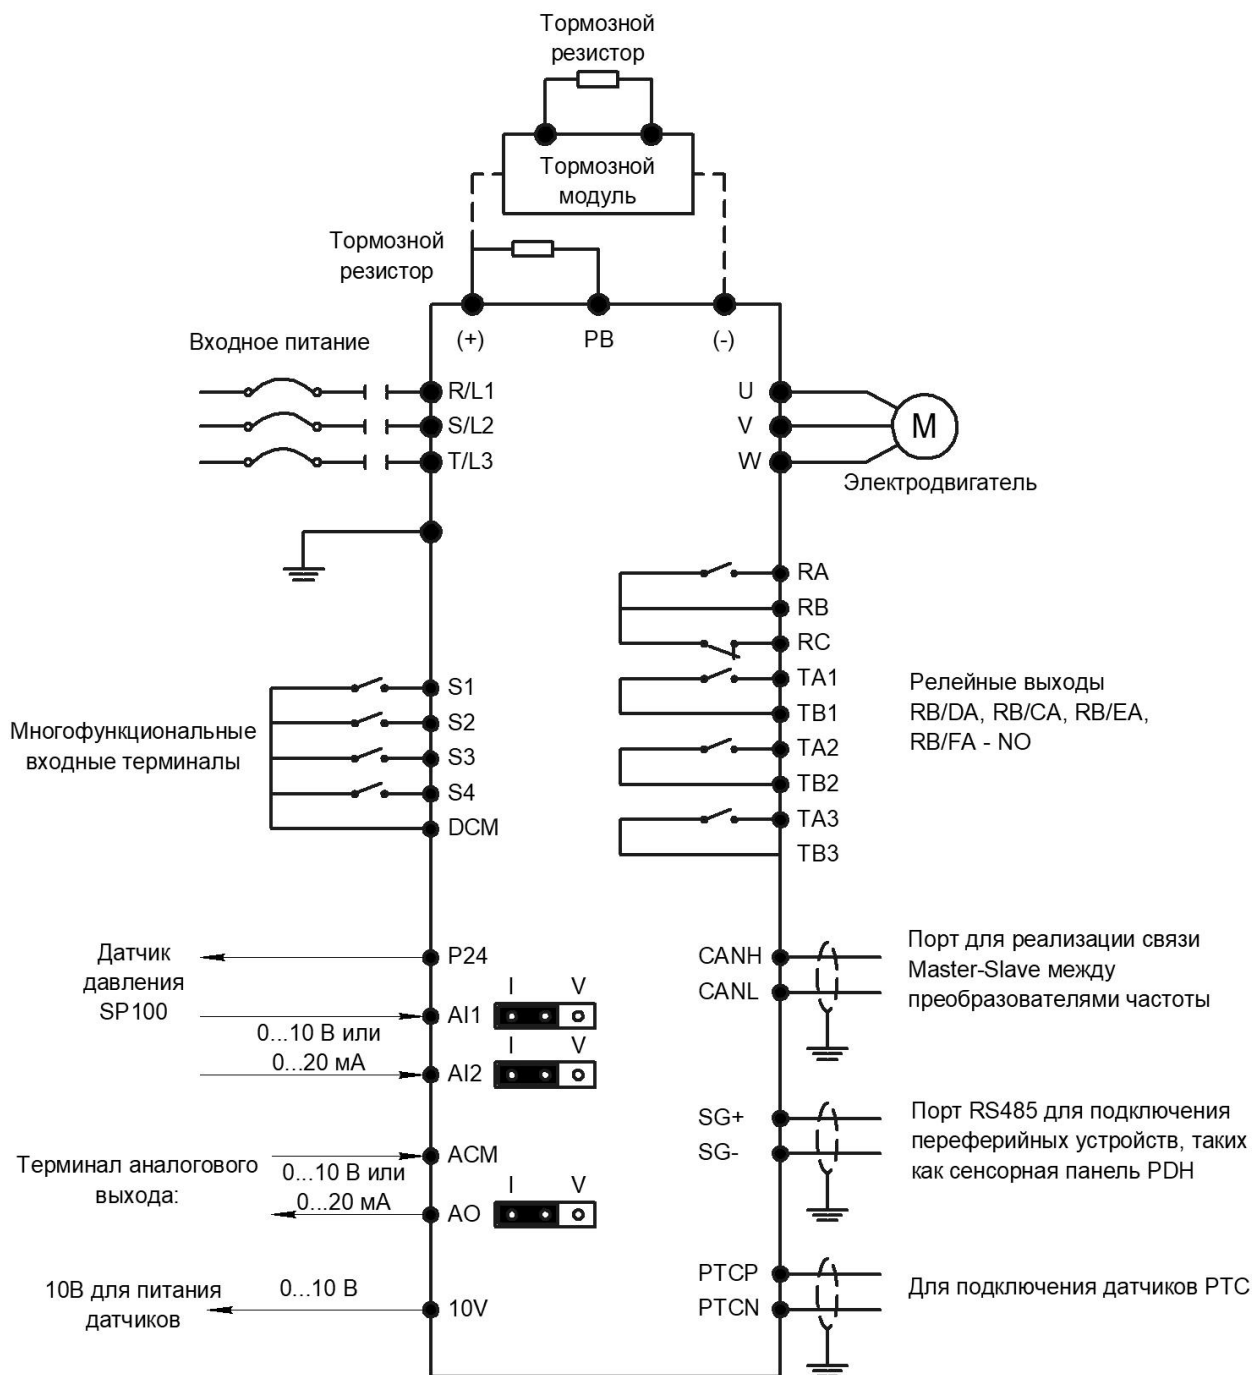 Тормозной
резистор
Тормозной
модуль
Тормозной
резистор
(+)
PB
(-)
Входное питание
R/L1
S/L2
T/L3
U
V
W
M
Электродвигатель
RA
RB
RC
TA1
TB1
TA2
TB2
TA3
TB3
Релейные выходы
RB/DA, RB/CA, RB/EA,
RB/FA - NO
Многофункциональные
входные терминалы
S1
S2
S3
S4
DCM
Датчик
давления
SP100
P24
AI1
I V
0...10 В или
0...20 мА
AI2
I V
CANH
CANL
Порт для реализации связи
Master-Slave между
преобразователями частоты
Терминал аналогового
выхода:
ACM
0...10 В или
0...20 мА
AO
I V
SG+
SG-
Порт RS485 для подключения
переферийных устройств, таких
как сенсорная панель PDH
10В для питания
датчиков
0...10 В
10V
PTCP
PTCN
Для подключения датчиков PTC